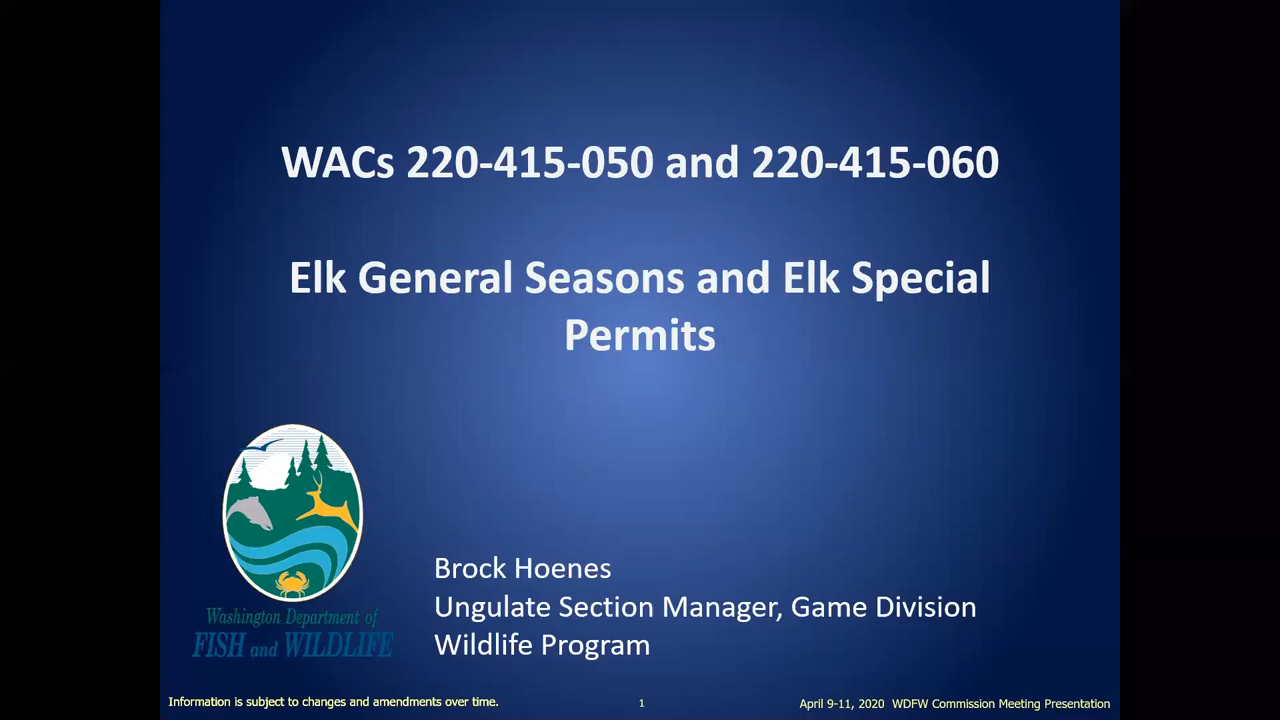 WACs 220-415-050 and 220-415-060
Elk General Seasons and Elk Special
Permits
Washington Department of
FISH and WILDLIFE
Brock Hoenes
Ungulate Section Manager, Game Division
Wildlife Program
Information is subject to changes and amendments over time.
1
April 9-11, 2020 WDFW Commission Meeting Presentation